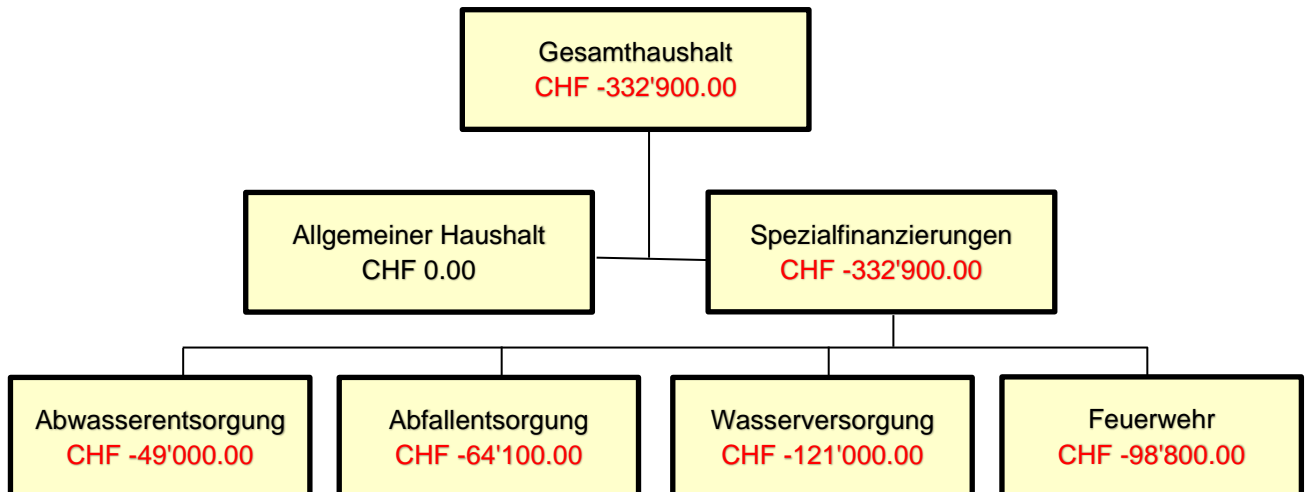 Gesamthaushalt
CHF -332'900.00
Allgemeiner Haushalt
CHF 0.00
Spezialfinanzierungen
CHF -332'900.00
Abwasserentsorgung
CHF -49'000.00
Abfallentsorgung
CHF -64'100.00
Wasserversorgung
CHF -121'000.00
Feuerwehr
CHF -98'800.00